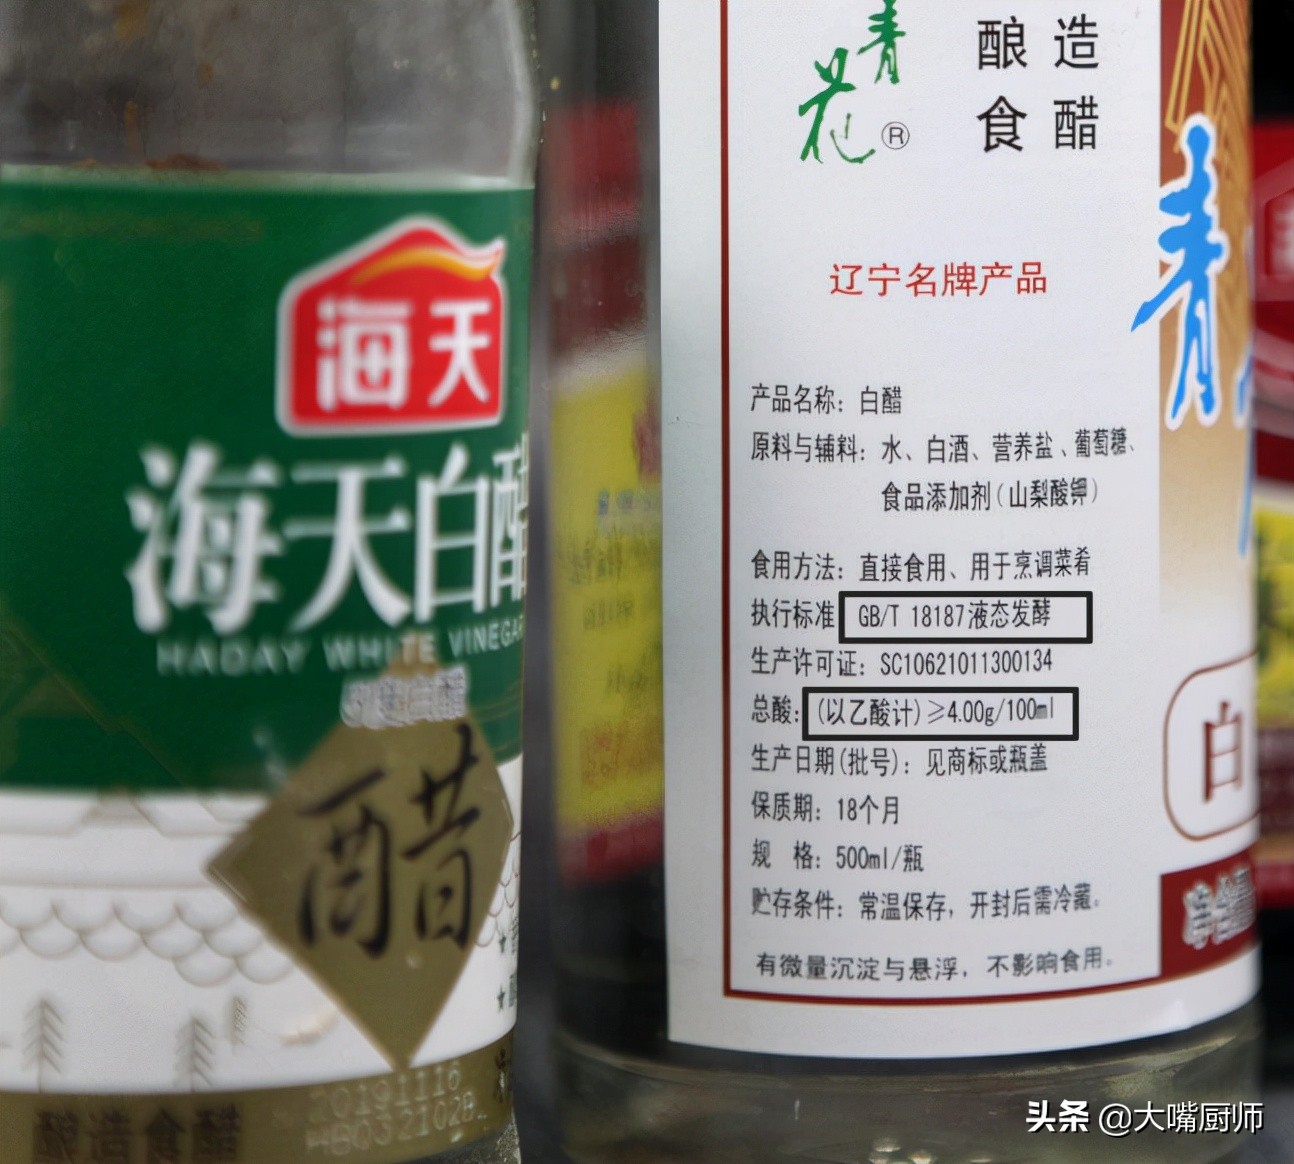 海天
海天白醋
HADAY WHITE VINEGAR
酿造白醋
醋
20191116
酿造食醋
青花®
酿造
食醋
辽宁名牌产品
产品名称：白醋
原料与辅料：水、白酒、营养盐、葡萄糖、
食品添加剂（山梨酸钾）
食用方法：直接食用、用于烹调菜肴
执行标准 GB/T 18187液态发酵
生产许可证：SC10621011300134
总酸：(以乙酸计)≥4.00g/100ml
生产日期(批号)：见商标或瓶盖
保质期：18个月
规 格：500ml/瓶
贮存条件：常温保存，开封后需冷藏。
有微量沉淀与悬浮，不影响食用。
青
白
头条 @大嘴厨师